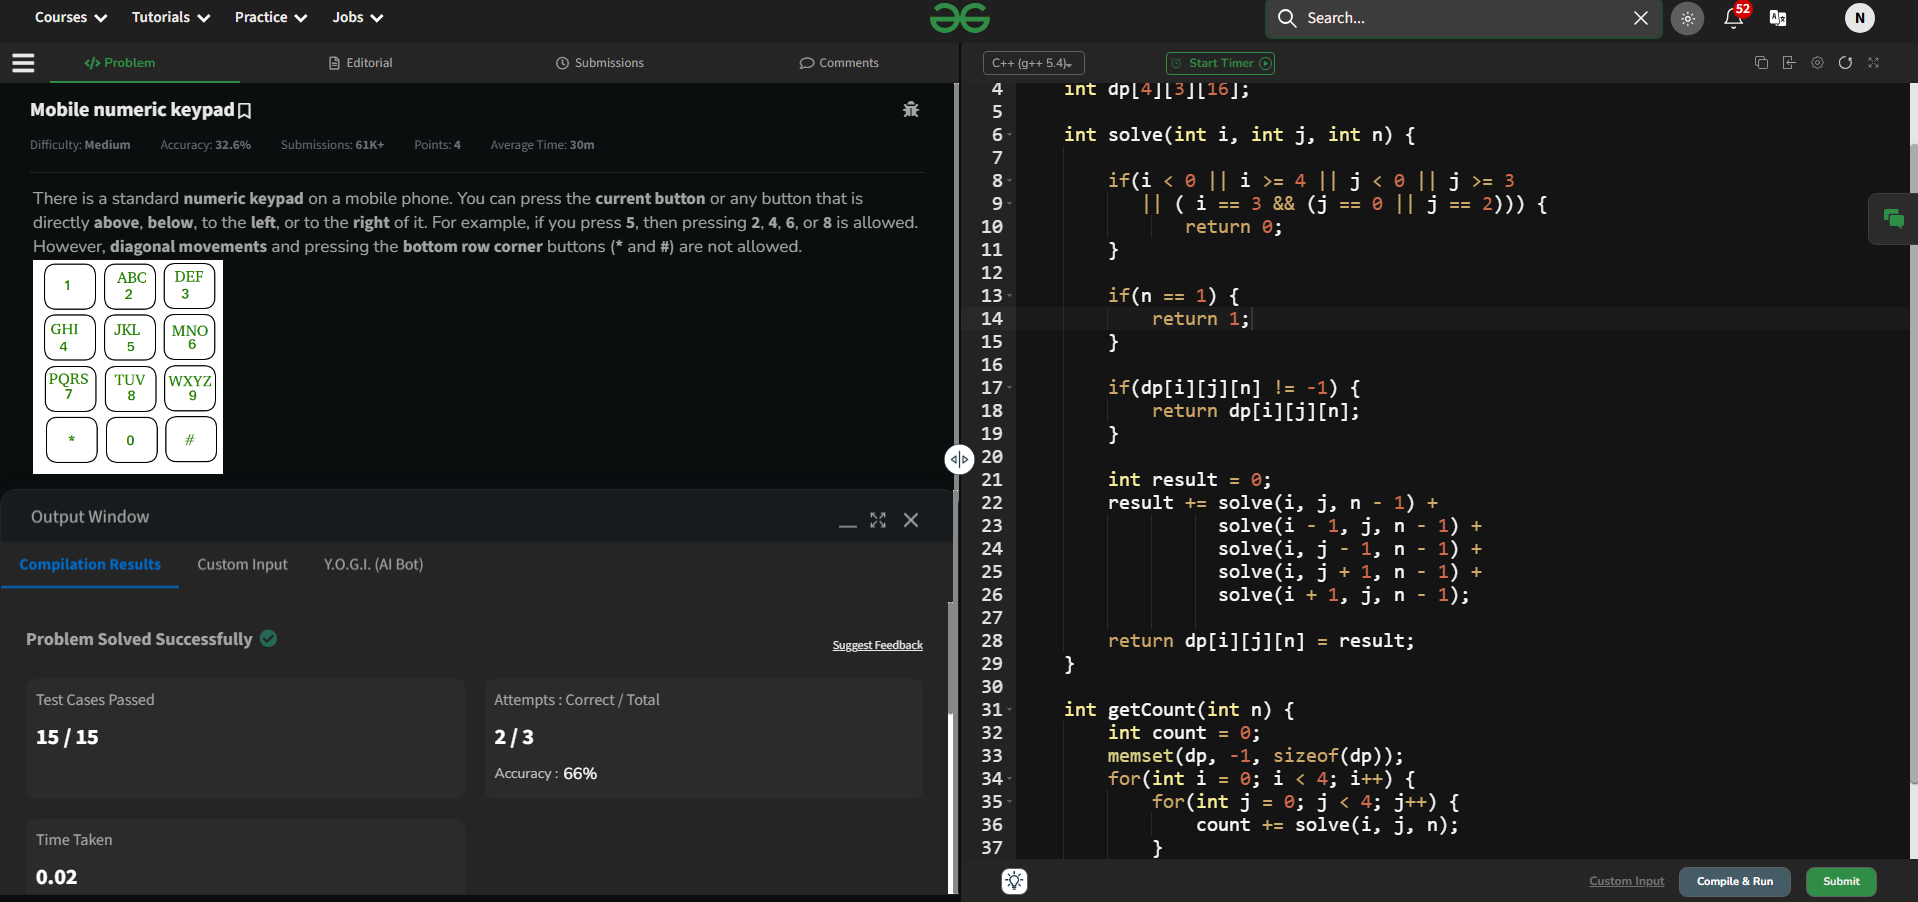 Courses Tutorials Practice Jobs
Search...
52
N
</> Problem Editorial Submissions Comments
C++ (g++ 5.4) Start Timer
Mobile numeric keypad
Difficulty: Medium Accuracy: 32.6% Submissions: 61K+ Points: 4 Average Time: 30m
There is a standard numeric keypad on a mobile phone. You can press the current button or any button that is
directly above, below, to the left, or to the right of it. For example, if you press 5, then pressing 2, 4, 6, or 8 is allowed.
However, diagonal movements and pressing the bottom row corner buttons (* and #) are not allowed.
1 ABC 2 DEF 3
GHI 4 JKL 5 MNO 6
PQRS 7 TUV 8 WXYZ 9
* 0 #
Output Window
Compilation Results Custom Input Y.O.G.I. (AI Bot)
Problem Solved Successfully
Suggest Feedback
Test Cases Passed
15 / 15
Attempts : Correct / Total
2 / 3
Accuracy : 66%
Time Taken
0.02
4 int dp[4][3][16];
5
6 int solve(int i, int j, int n) {
7
8 if(i < 0 || i >= 4 || j < 0 || j >= 3
9 || ( i == 3 && (j == 0 || j == 2))) {
10 return 0;
11 }
12
13 if(n == 1) {
14 return 1;
15 }
16
17 if(dp[i][j][n] != -1) {
18 return dp[i][j][n];
19 }
20
21 int result = 0;
22 result += solve(i, j, n - 1) +
23 solve(i - 1, j, n - 1) +
24 solve(i, j - 1, n - 1) +
25 solve(i, j + 1, n - 1) +
26 solve(i + 1, j, n - 1);
27
28 return dp[i][j][n] = result;
29 }
30
31 int getCount(int n) {
32 int count = 0;
33 memset(dp, -1, sizeof(dp));
34 for(int i = 0; i < 4; i++) {
35 for(int j = 0; j < 4; j++) {
36 count += solve(i, j, n);
37 }
Custom Input Compile & Run Submit